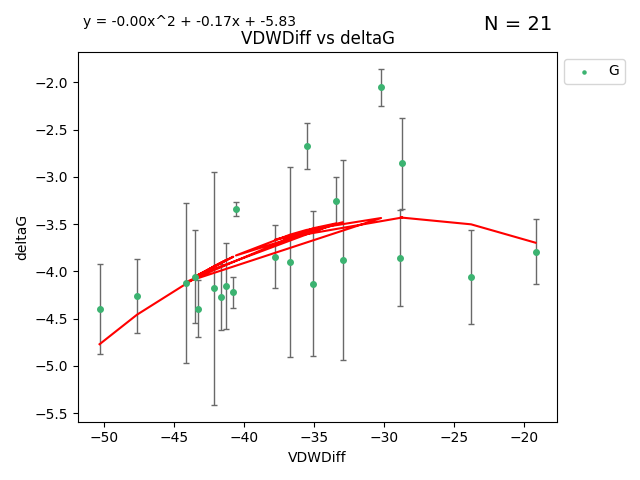 y = -0.00x^2 + -0.17x + -5.83
N = 21
VDWDiff vs deltaG
G
−2.0
−2.5
−3.0
−3.5
−4.0
−4.5
−5.0
−5.5
deltaG
−50
−45
−40
−35
−30
−25
−20
VDWDiff